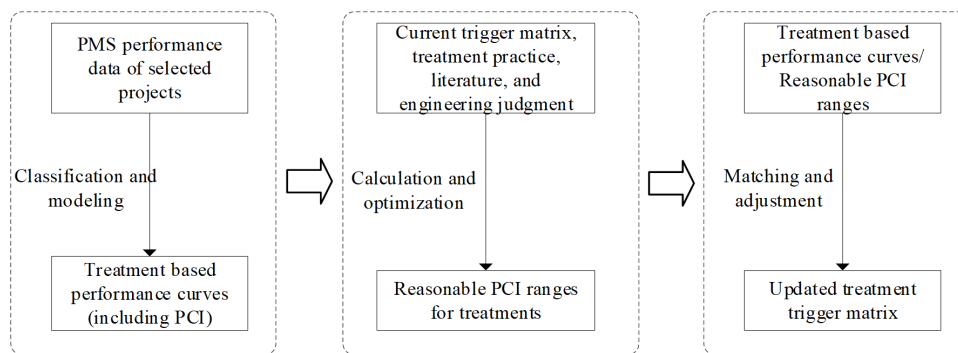 PMS performance
data of selected
projects
Classification and
modeling
Treatment based
performance curves
(including PCI)
Current trigger matrix,
treatment practice,
literature, and
engineering judgment
Calculation and
optimization
Reasonable PCI ranges
for treatments
Treatment based
performance curves/
Reasonable PCI
ranges
Matching and
adjustment
Updated treatment
trigger matrix